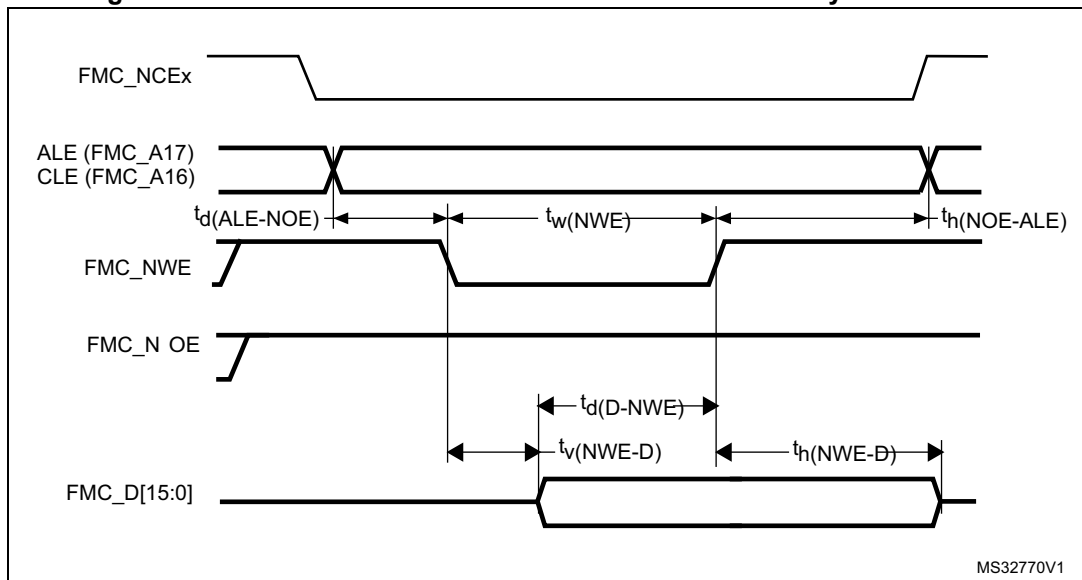 FMC_NCEx
ALE (FMC_A17)
CLE (FMC_A16)
td(ALE-NOE)
tw(NWE)
th(NOE-ALE)
FMC_NWE
FMC_N OE
td(D-NWE)
tv(NWE-D)
th(NWE-D)
FMC_D[15:0]
MS32770V1